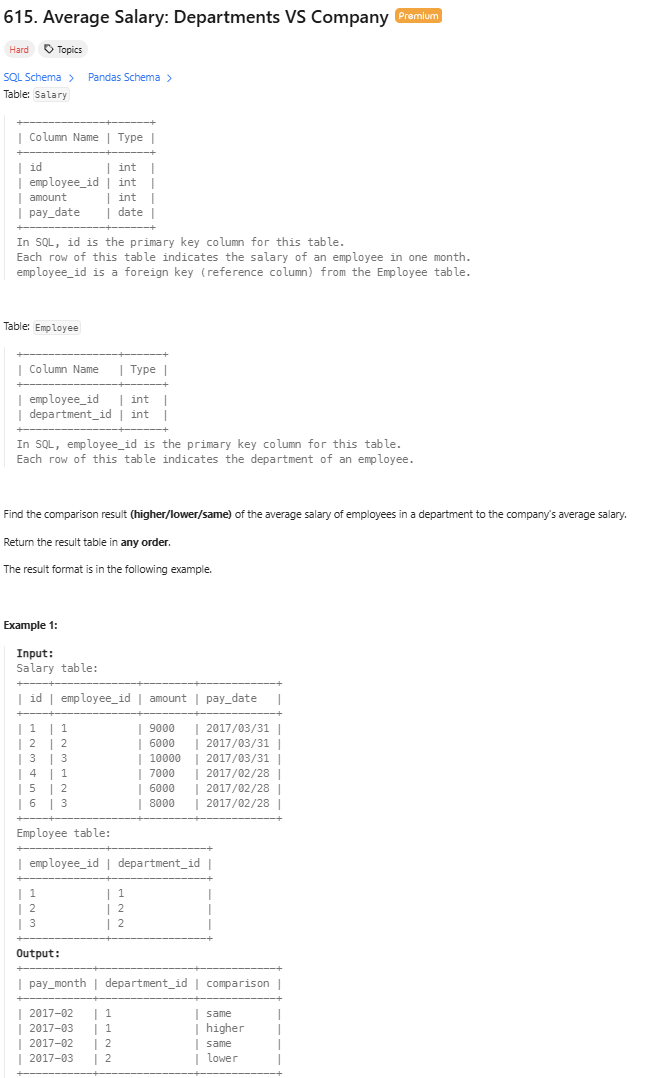 615. Average Salary: Departments VS Company Premium
Hard Topics
SQL Schema > Pandas Schema >
Table: Salary
+-------------+------+
| Column Name | Type |
+-------------+------+
| id          | int  |
| employee_id | int  |
| amount      | int  |
| pay_date    | date |
+-------------+------+
In SQL, id is the primary key column for this table.
Each row of this table indicates the salary of an employee in one month.
employee_id is a foreign key (reference column) from the Employee table.
Table: Employee
+---------------+------+
| Column Name   | Type |
+---------------+------+
| employee_id   | int  |
| department_id | int  |
+---------------+------+
In SQL, employee_id is the primary key column for this table.
Each row of this table indicates the department of an employee.
Find the comparison result (higher/lower/same) of the average salary of employees in a department to the company's average salary.
Return the result table in any order.
The result format is in the following example.
Example 1:
Input:
Salary table:
+----+-------------+--------+------------+
| id | employee_id | amount | pay_date   |
+----+-------------+--------+------------+
| 1  | 1           | 9000   | 2017/03/31 |
| 2  | 2           | 6000   | 2017/03/31 |
| 3  | 3           | 10000  | 2017/03/31 |
| 4  | 1           | 7000   | 2017/02/28 |
| 5  | 2           | 6000   | 2017/02/28 |
| 6  | 3           | 8000   | 2017/02/28 |
+----+-------------+--------+------------+
Employee table:
+-------------+---------------+
| employee_id | department_id |
+-------------+---------------+
| 1           | 1             |
| 2           | 2             |
| 3           | 2             |
+-------------+---------------+
Output:
+-----------+---------------+------------+
| pay_month | department_id | comparison |
+-----------+---------------+------------+
| 2017-02   | 1             | same       |
| 2017-03   | 1             | higher     |
| 2017-02   | 2             | same       |
| 2017-03   | 2             | lower      |
+-----------+---------------+------------+